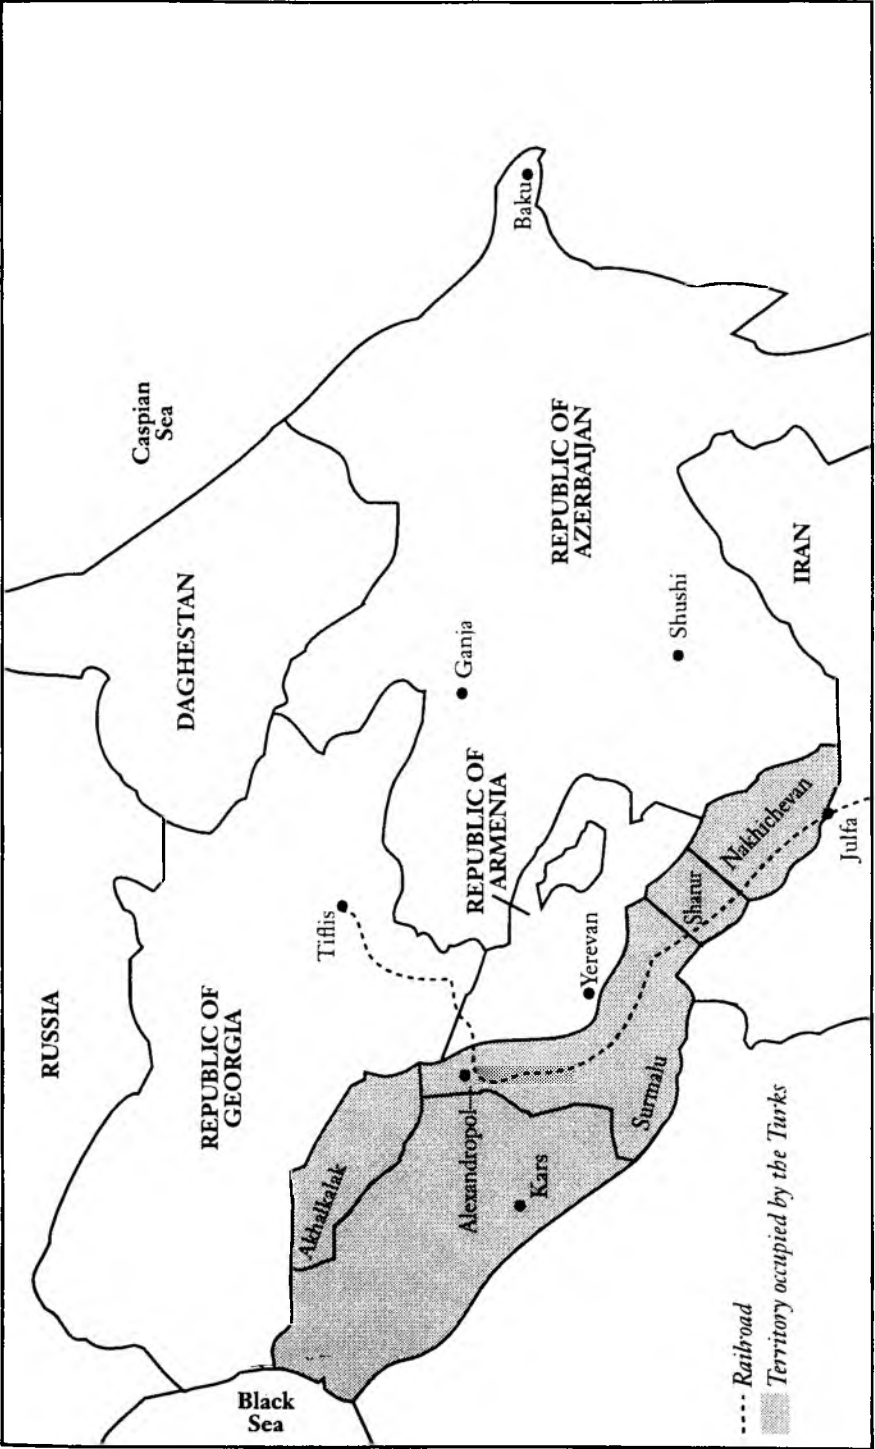 RUSSIA
Caspian
Sea
DAGHESTAN
REPUBLIC OF
GEORGIA
Black
Sea
Tiflis
Akhalkalak
REPUBLIC OF
ARMENIA
Ganja
Baku
Alexandropol
Kars
Yerevan
REPUBLIC OF
AZERBAIJAN
Surmalu
Sharur
Nakhichevan
Shushi
Julfa
IRAN
Railroad
Territory occupied by the Turks